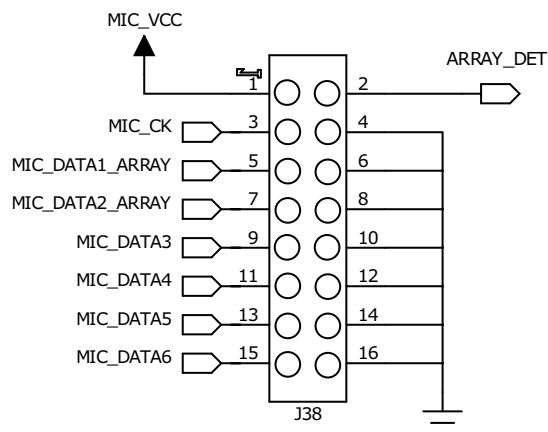 MIC_VCC
ARRAY_DET
1 2
MIC_CK 3 4
MIC_DATA1_ARRAY 5 6
MIC_DATA2_ARRAY 7 8
MIC_DATA3 9 10
MIC_DATA4 11 12
MIC_DATA5 13 14
MIC_DATA6 15 16
J38